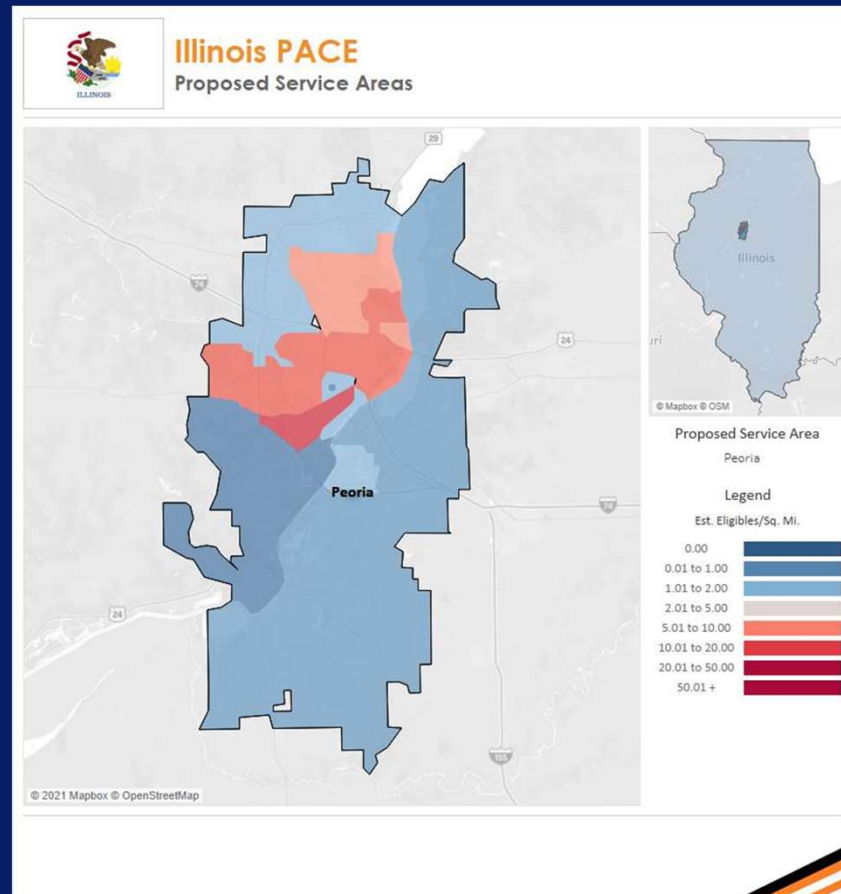 ILLINOIS
Illinois PACE
Proposed Service Areas
29
74
24
Peoria
74
24
155
© 2021 Mapbox © OpenStreetMap
Illinois
uri
© Mapbox © OSM
Proposed Service Area
Peoria
Legend
Est. Eligibles/Sq. Mi.
0.00
0.01 to 1.00
1.01 to 2.00
2.01 to 5.00
5.01 to 10.00
10.01 to 20.00
20.01 to 50.00
50.01 +